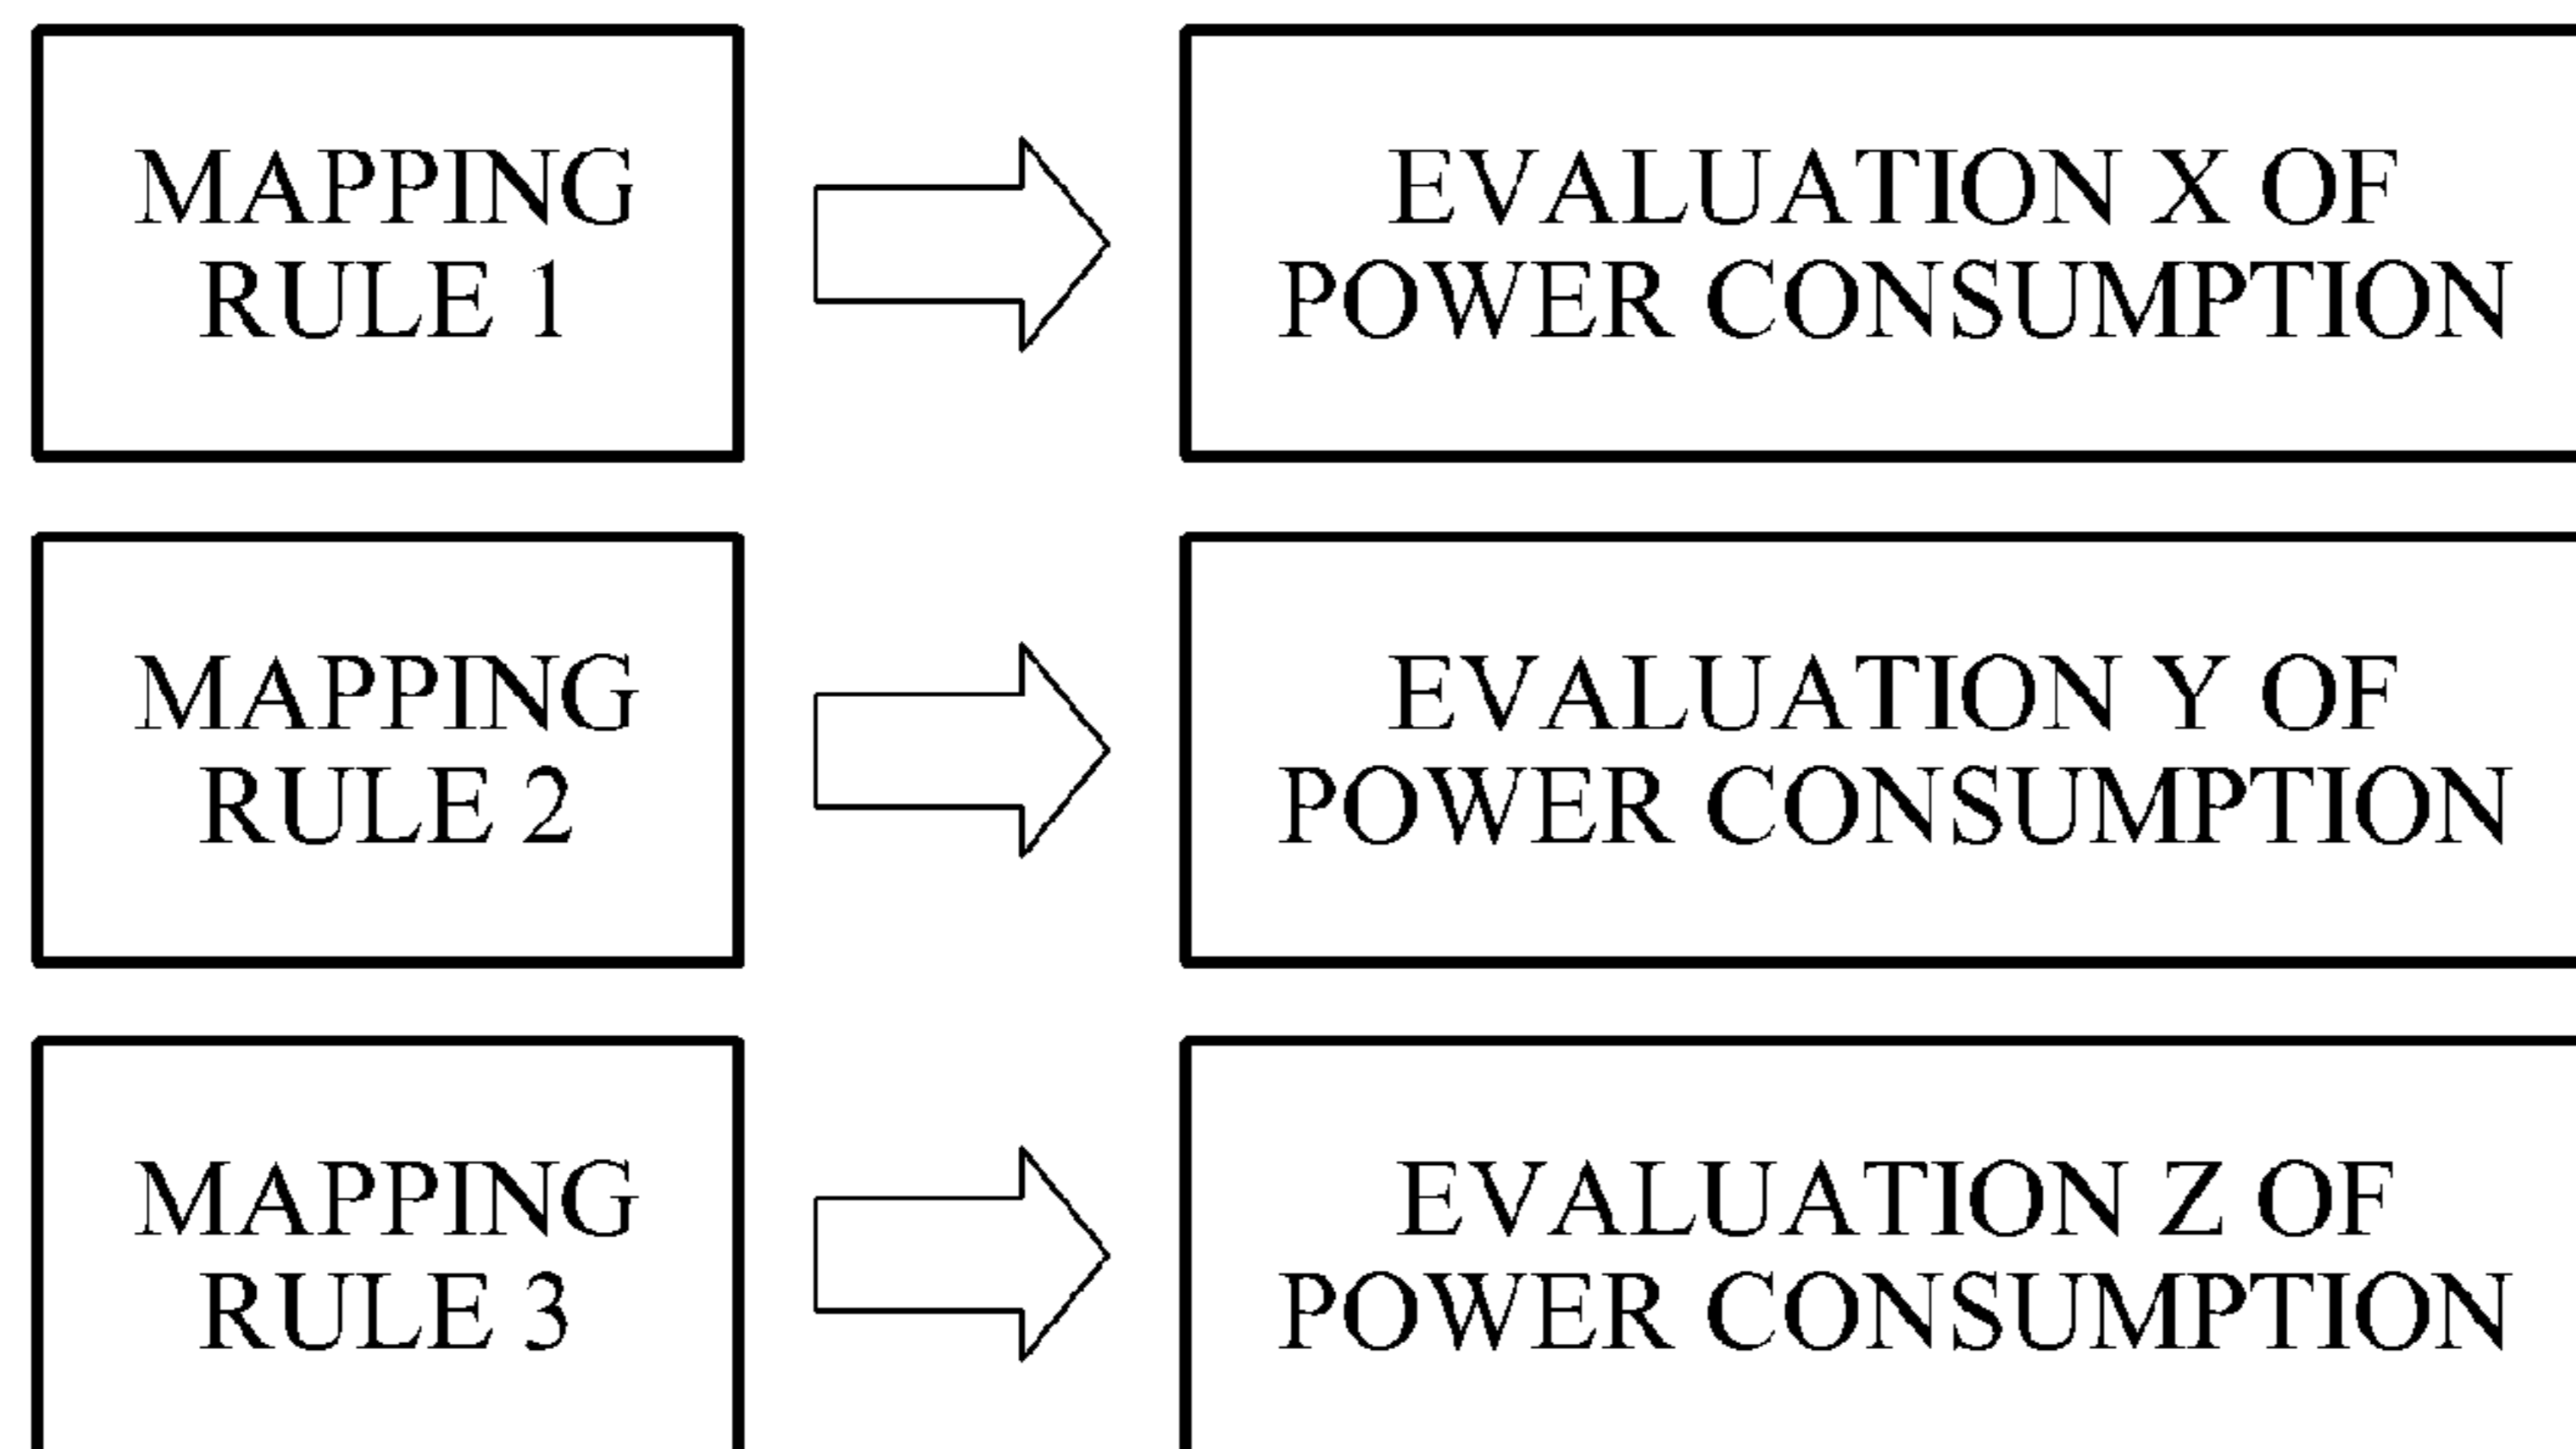 MAPPING
RULE 1
EVALUATION X OF
POWER CONSUMPTION
MAPPING
RULE 2
EVALUATION Y OF
POWER CONSUMPTION
MAPPING
RULE 3
EVALUATION Z OF
POWER CONSUMPTION